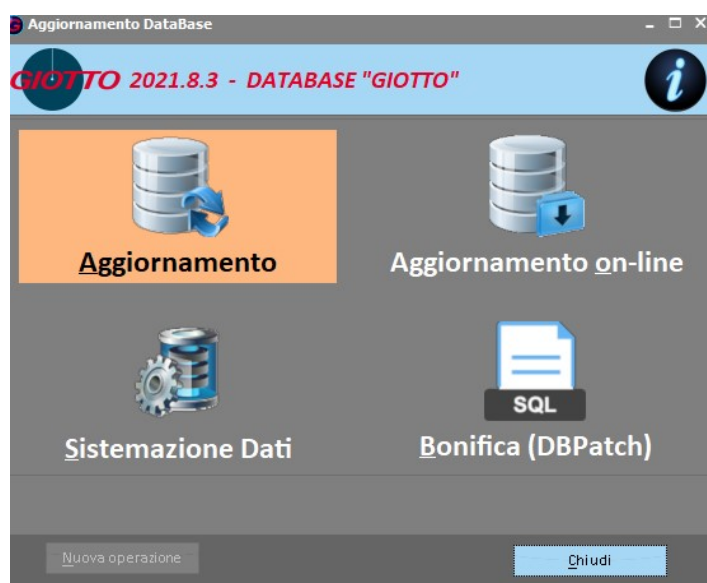 Aggiornamento DataBase
GIOTTO 2021.8.3 - DATABASE "GIOTTO"
i
Aggiornamento
Aggiornamento on-line
SQL
Sistemazione Dati
Bonifica (DBPatch)
Nuova operazione
Chiudi